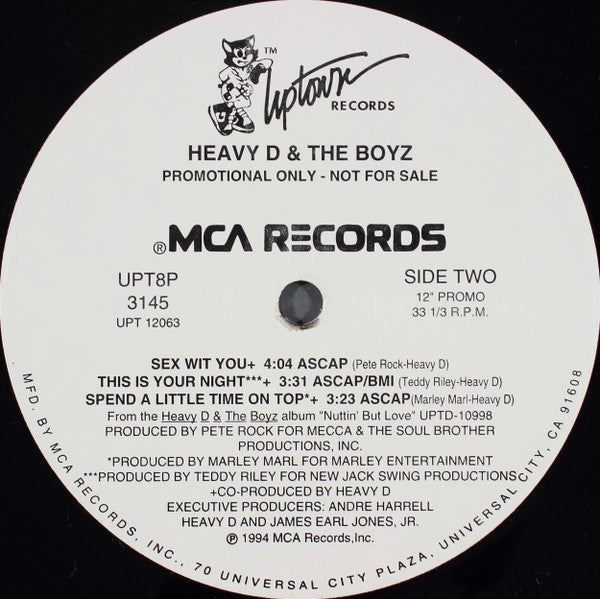 Uptown ™
RECORDS
HEAVY D & THE BOYZ
PROMOTIONAL ONLY - NOT FOR SALE
®MCA RECORDS
UPT8P
3145
UPT 12063
SIDE TWO
12" PROMO
33 1/3 R.P.M.
SEX WIT YOU+ 4:04 ASCAP (Pete Rock-Heavy D)
THIS IS YOUR NIGHT***+ 3:31 ASCAP/BMI (Teddy Riley-Heavy D)
SPEND A LITTLE TIME ON TOP*+ 3:23 ASCAP(Marley Marl-Heavy D)
From the Heavy D & The Boyz album "Nuttin' But Love" UPTD-10998
PRODUCED BY PETE ROCK FOR MECCA & THE SOUL BROTHER
PRODUCTIONS, INC.
*PRODUCED BY MARLEY MARL FOR MARLEY ENTERTAINMENT
***PRODUCED BY TEDDY RILEY FOR NEW JACK SWING PRODUCTIONS
+CO-PRODUCED BY HEAVY D
EXECUTIVE PRODUCERS: ANDRE HARRELL
HEAVY D AND JAMES EARL JONES, JR.
℗ 1994 MCA Records,Inc.
MFD. BY MCA RECORDS, INC., 70 UNIVERSAL CITY PLAZA, UNIVERSAL CITY, CA 91608